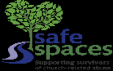 safe
spaces
Supporting survivors
of church-related abuse